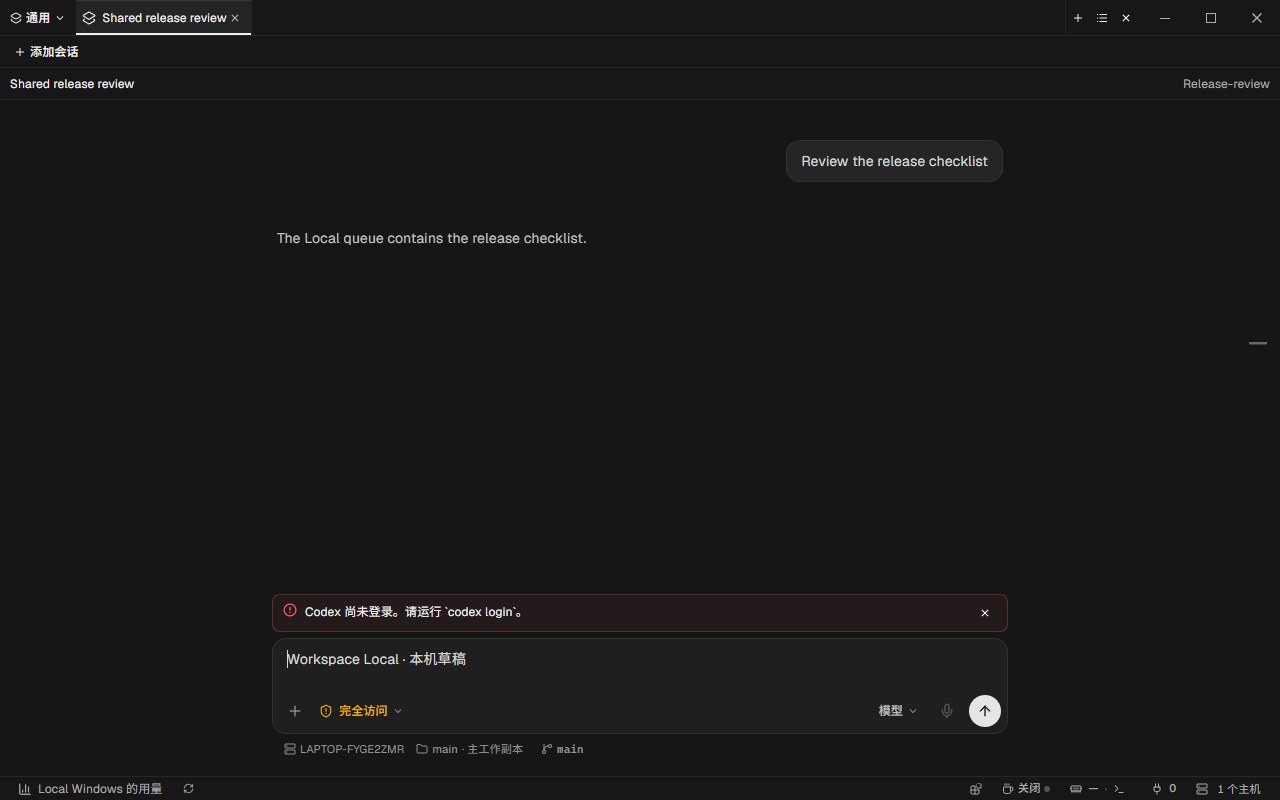 通用 Shared release review
添加会话
Shared release review Release-review
Review the release checklist
The Local queue contains the release checklist.
Codex 尚未登录。请运行 `codex login`。
Workspace Local · 本机草稿
完全访问 模型
LAPTOP-FYGE2ZMR main · 主工作副本 main
Local Windows 的用量 关闭 — · 0 1 个主机